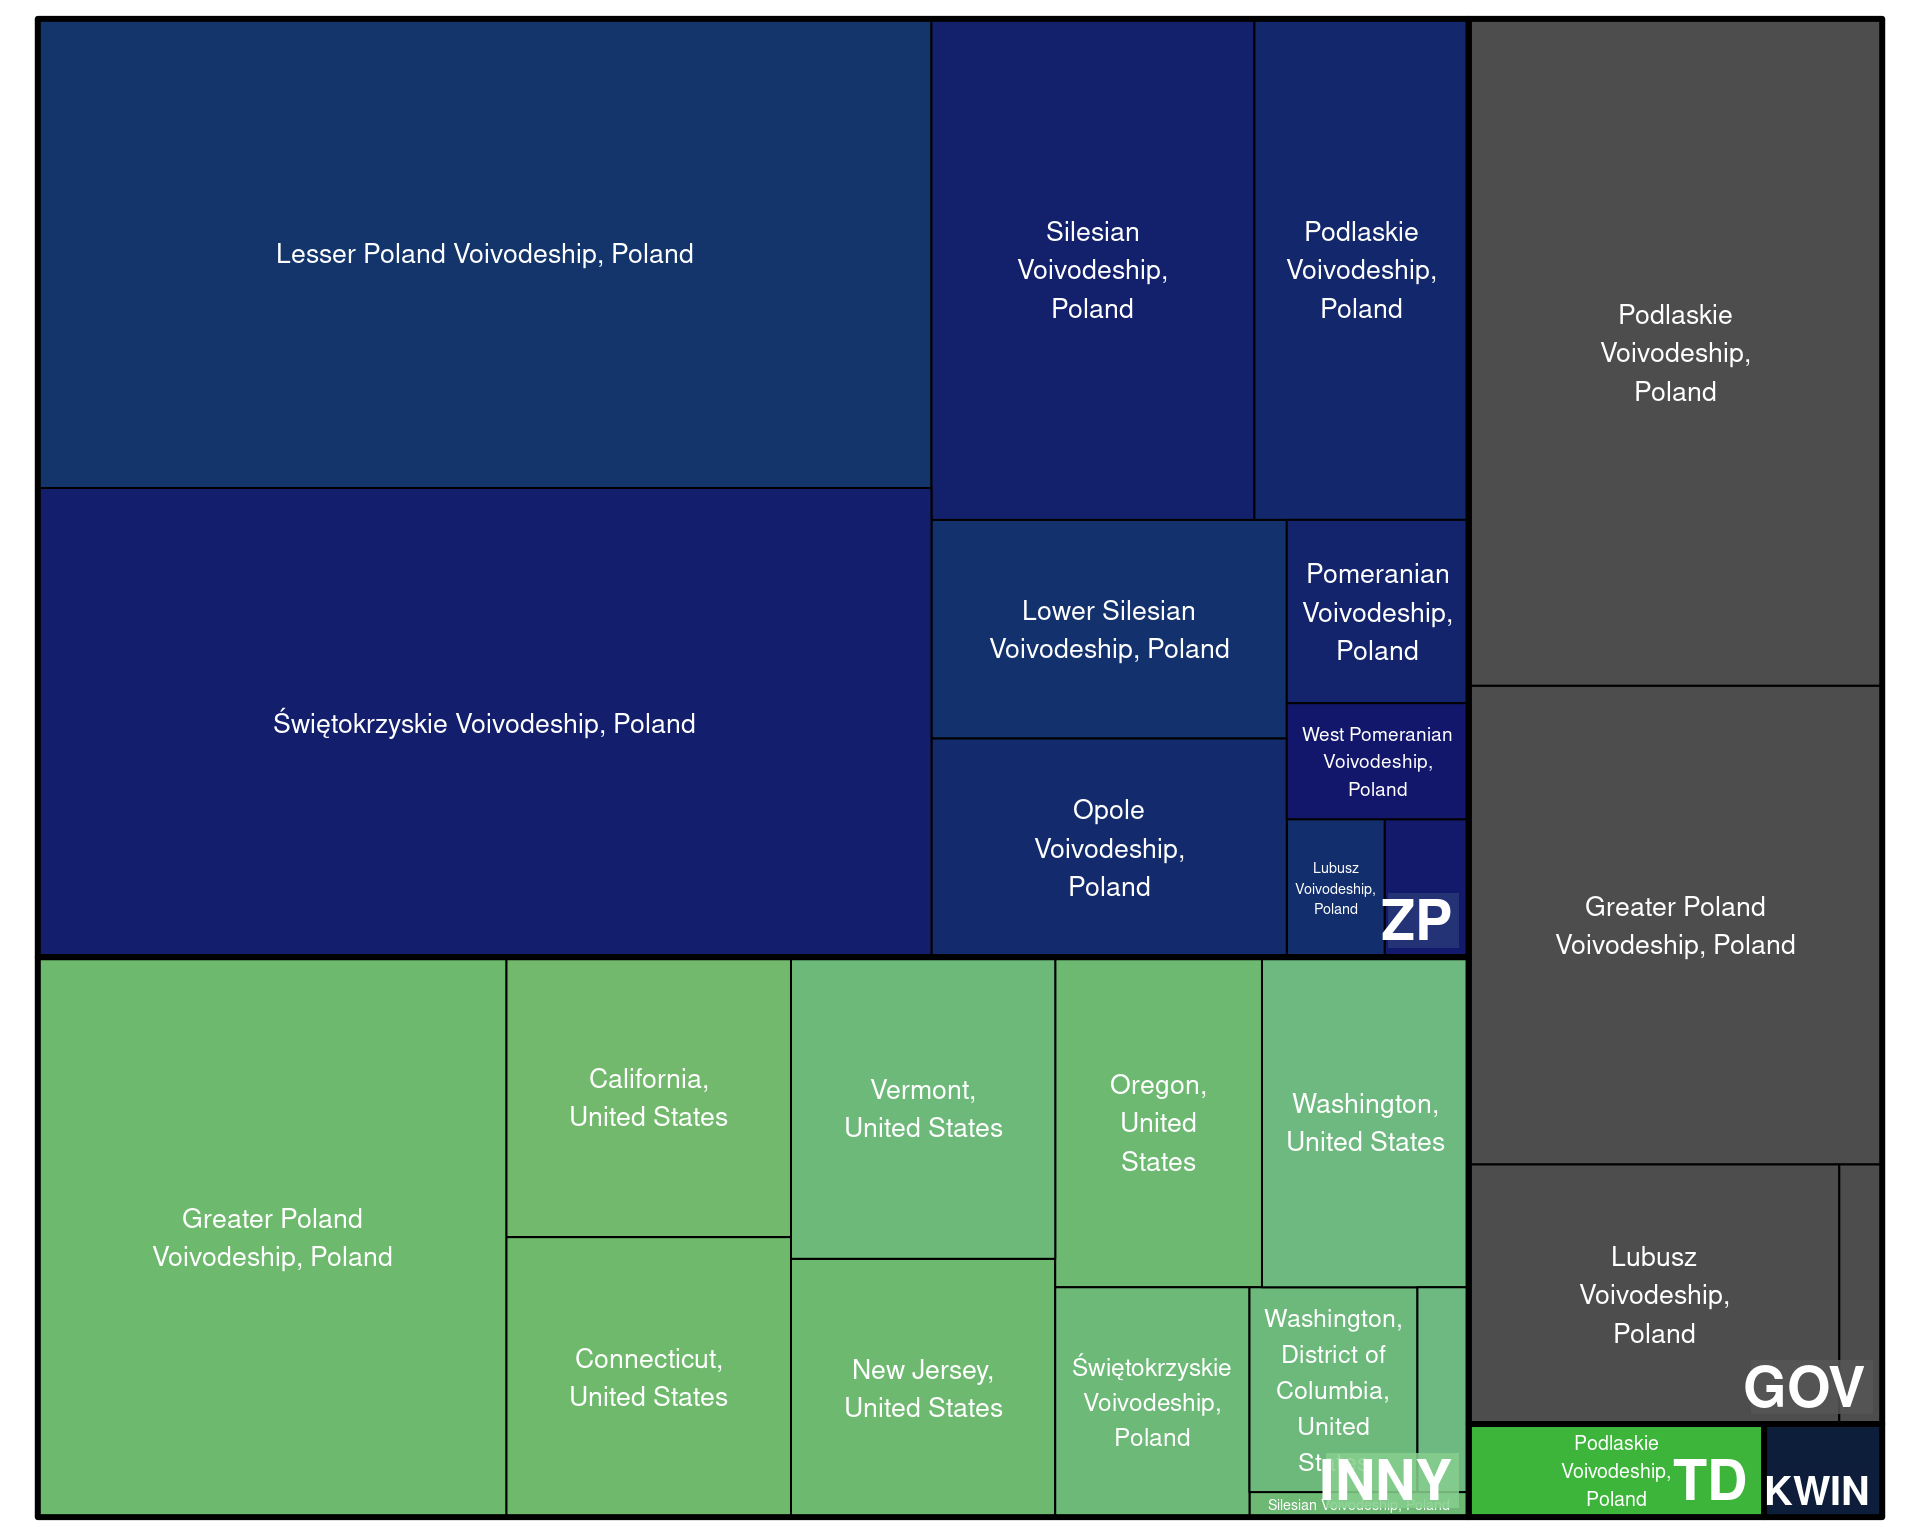 Lesser Poland Voivodeship, Poland
Silesian
Voivodeship,
Poland
Podlaskie
Voivodeship,
Poland
Podlaskie
Voivodeship,
Poland
Świętokrzyskie Voivodeship, Poland
Lower Silesian
Voivodeship, Poland
Pomeranian
Voivodeship,
Poland
West Pomeranian
Voivodeship,
Poland
Opole
Voivodeship,
Poland
Lubusz
Voivodeship,
Poland
ZP
Greater Poland
Voivodeship, Poland
Greater Poland
Voivodeship, Poland
California,
United States
Vermont,
United States
Oregon,
United
States
Washington,
United States
Connecticut,
United States
New Jersey,
United States
Świętokrzyskie
Voivodeship,
Poland
Washington,
District of
Columbia,
United
States
INNY
Silesian Voivodeship, Poland
Lubusz
Voivodeship,
Poland
GOV
Podlaskie
Voivodeship,
Poland
TD
KWIN